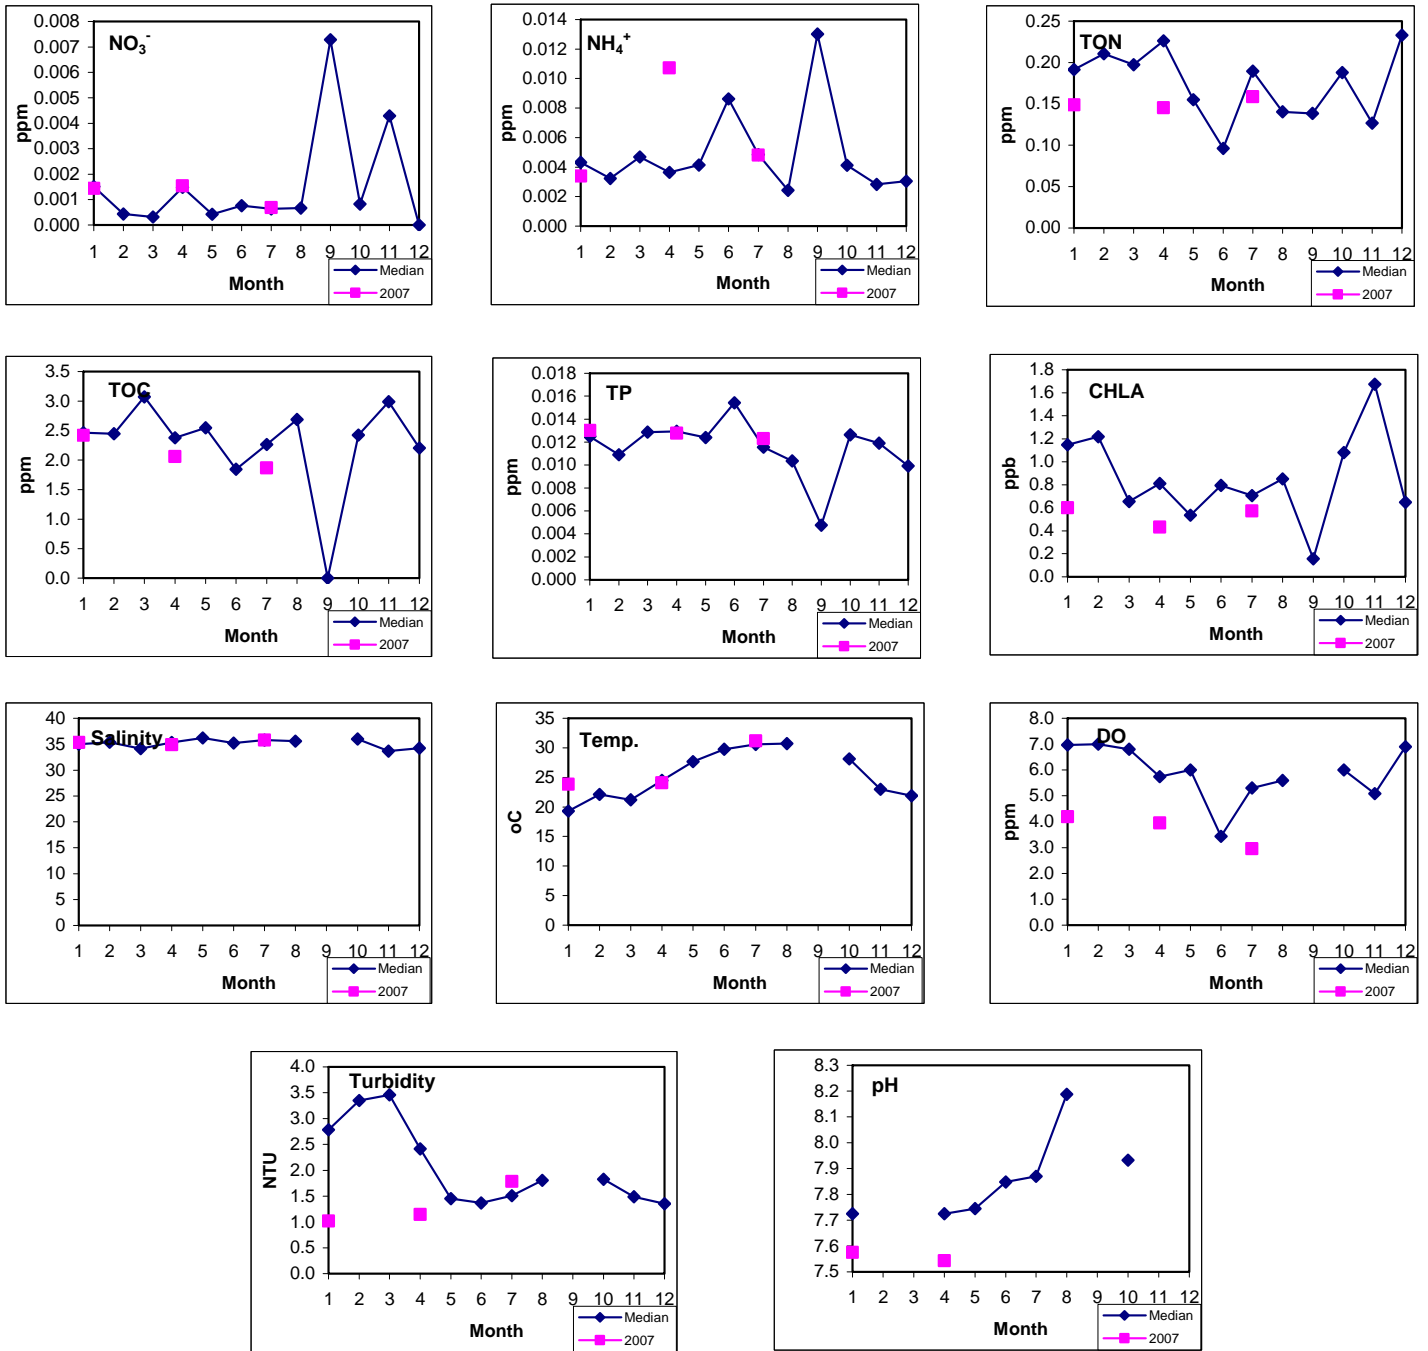 NO3-
0.008
0.007
0.006
0.005
0.004
0.003
0.002
0.001
0.000
ppm
1 2 3 4 5 6 7 8 9 10 11 12
Month
Median
2007
NH4+
0.014
0.012
0.010
0.008
0.006
0.004
0.002
0.000
ppm
1 2 3 4 5 6 7 8 9 10 11 12
Month
Median
2007
TON
0.25
0.20
0.15
0.10
0.05
0.00
ppm
1 2 3 4 5 6 7 8 9 10 11 12
Month
Median
2007
TOC
3.5
3.0
2.5
2.0
1.5
1.0
0.5
0.0
ppm
1 2 3 4 5 6 7 8 9 10 11 12
Month
Median
2007
TP
0.018
0.016
0.014
0.012
0.010
0.008
0.006
0.004
0.002
0.000
ppm
1 2 3 4 5 6 7 8 9 10 11 12
Month
Median
2007
CHLA
1.8
1.6
1.4
1.2
1.0
0.8
0.6
0.4
0.2
0.0
ppb
1 2 3 4 5 6 7 8 9 10 11 12
Month
Median
2007
Salinity
40
35
30
25
20
15
10
5
0
1 2 3 4 5 6 7 8 9 10 11 12
Month
Median
2007
Temp.
35
30
25
20
15
10
5
0
oC
1 2 3 4 5 6 7 8 9 10 11 12
Month
Median
2007
DO
8.0
7.0
6.0
5.0
4.0
3.0
2.0
1.0
0.0
ppm
1 2 3 4 5 6 7 8 9 10 11 12
Month
Median
2007
Turbidity
4.0
3.5
3.0
2.5
2.0
1.5
1.0
0.5
0.0
NTU
1 2 3 4 5 6 7 8 9 10 11 12
Month
Median
2007
pH
8.3
8.2
8.1
8.0
7.9
7.8
7.7
7.6
7.5
1 2 3 4 5 6 7 8 9 10 11 12
Month
Median
2007